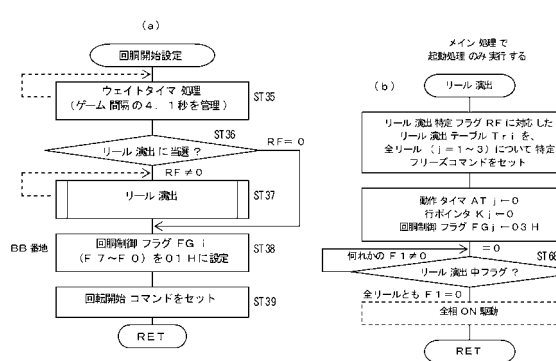 (a)
回胴開始設定
ウェイトタイマ 処理
(ゲーム 間隔 の 4. 1 秒 を 管理)
ST35
ST36
リール 演出 に 当選 ?
RF=0
RF≠0
リール 演出
ST37
BB 番地
回胴制御 フラグ FG i
(F 7～F 0) を 01 H に設定
ST38
回転開始 コマンドをセット
ST39
RET
メイン 処理 で
起動処理 のみ 実行 する
(b)
リール 演出
リール 演出 特定 フラグ RF に 対応 した
リール 演出 テーブル Tr i を、
全リール (j=1～3) について 特定
フリーズコマンド をセット
動作 タイマ AT j ←0
行ポインタ K j ←0
回胴制御 フラグ FG j ←03 H
何れかの F1≠0
=0
リール 演出 中フラグ ?
全リールとも F1=0
全相 ON 駆動
RET